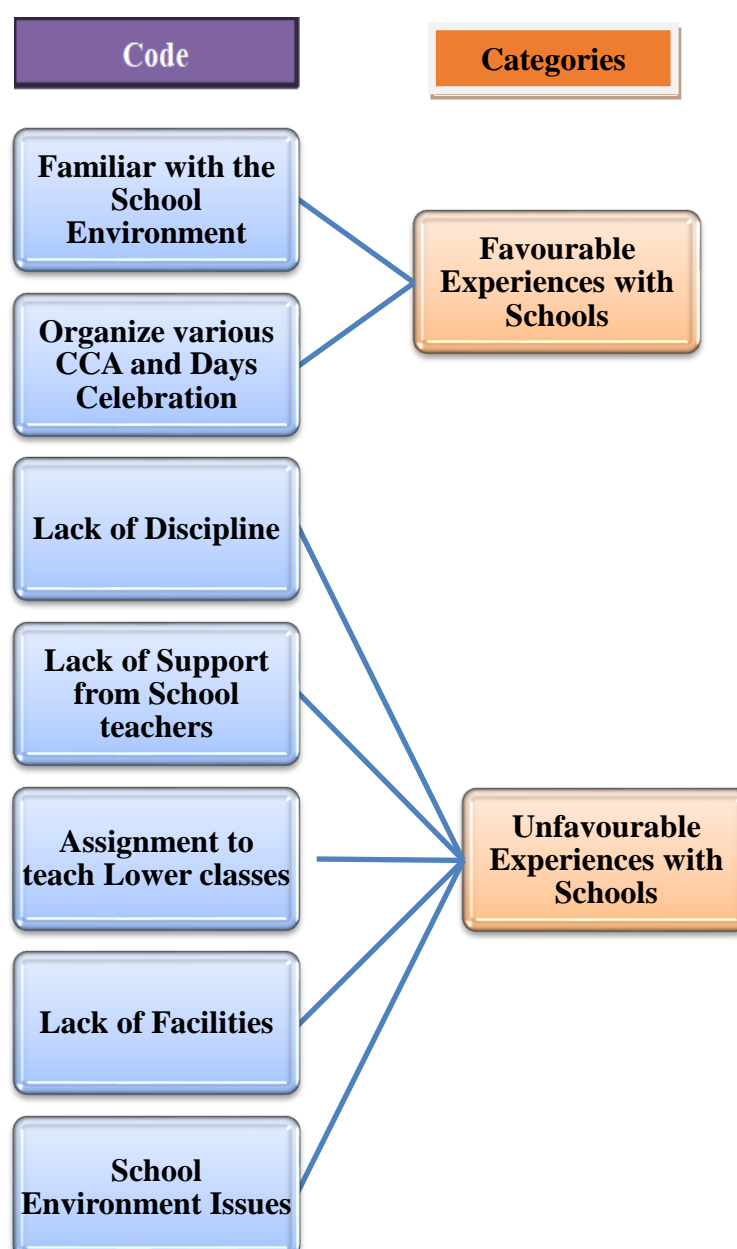 Code
Categories
Familiar with the
School
Environment
Favourable
Experiences with
Schools
Organize various
CCA and Days
Celebration
Lack of Discipline
Lack of Support
from School
teachers
Assignment to
teach Lower classes
Unfavourable
Experiences with
Schools
Lack of Facilities
School
Environment Issues